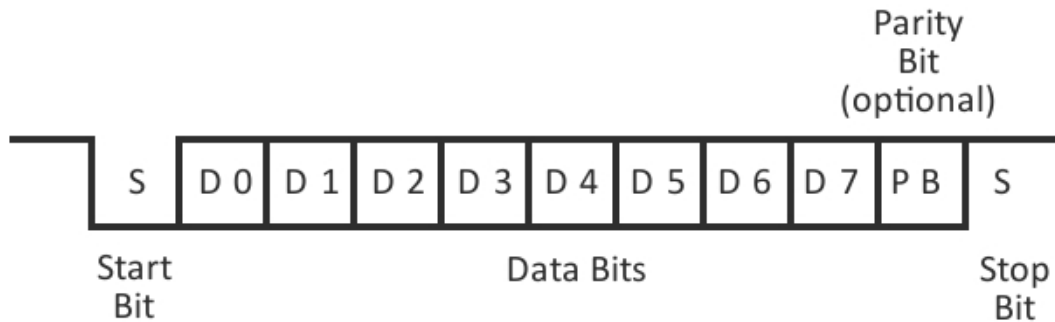 Parity
Bit
(optional)
S D 0 D 1 D 2 D 3 D 4 D 5 D 6 D 7 P B S
Start
Bit
Data Bits
Stop
Bit